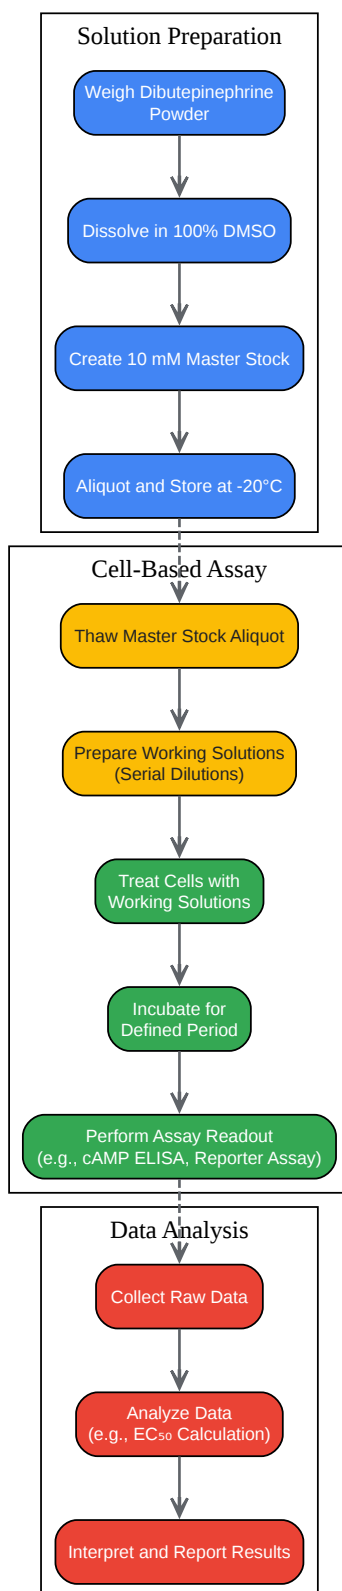 Solution Preparation
Weigh Dibutepinephrine
Powder
Dissolve in 100% DMSO
Create 10 mM Master Stock
Aliquot and Store at -20°C
Cell-Based Assay
Thaw Master Stock Aliquot
Prepare Working Solutions
(Serial Dilutions)
Treat Cells with
Working Solutions
Incubate for
Defined Period
Perform Assay Readout
(e.g., cAMP ELISA, Reporter Assay)
Data Analysis
Collect Raw Data
Analyze Data
(e.g., EC₅₀ Calculation)
Interpret and Report Results